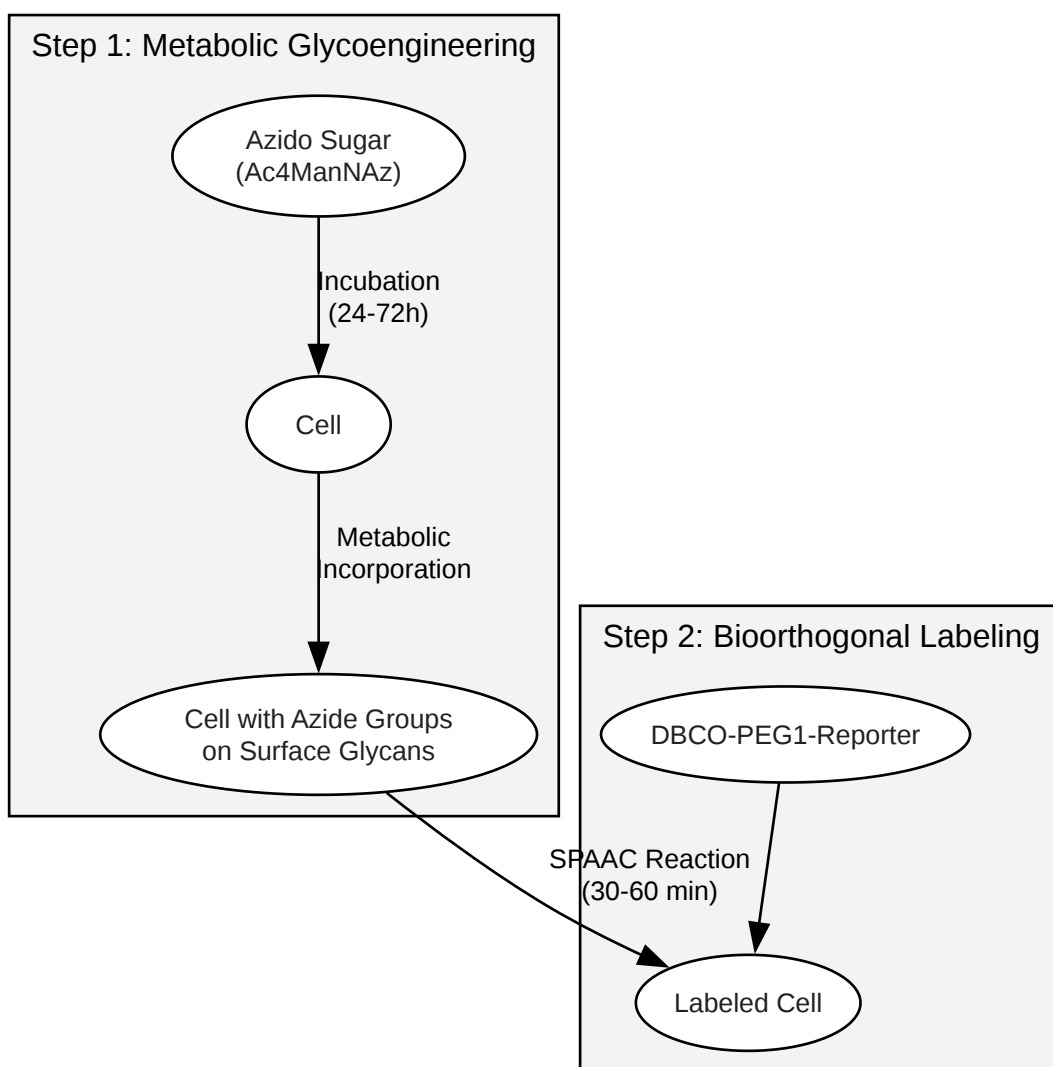 Step 1: Metabolic Glycoengineering
Azido Sugar
(Ac4ManNAz)
Incubation
(24-72h)
Cell
Metabolic
Incorporation
Cell with Azide Groups
on Surface Glycans
Step 2: Bioorthogonal Labeling
DBCO-PEG1-Reporter
SPAAC Reaction
(30-60 min)
Labeled Cell